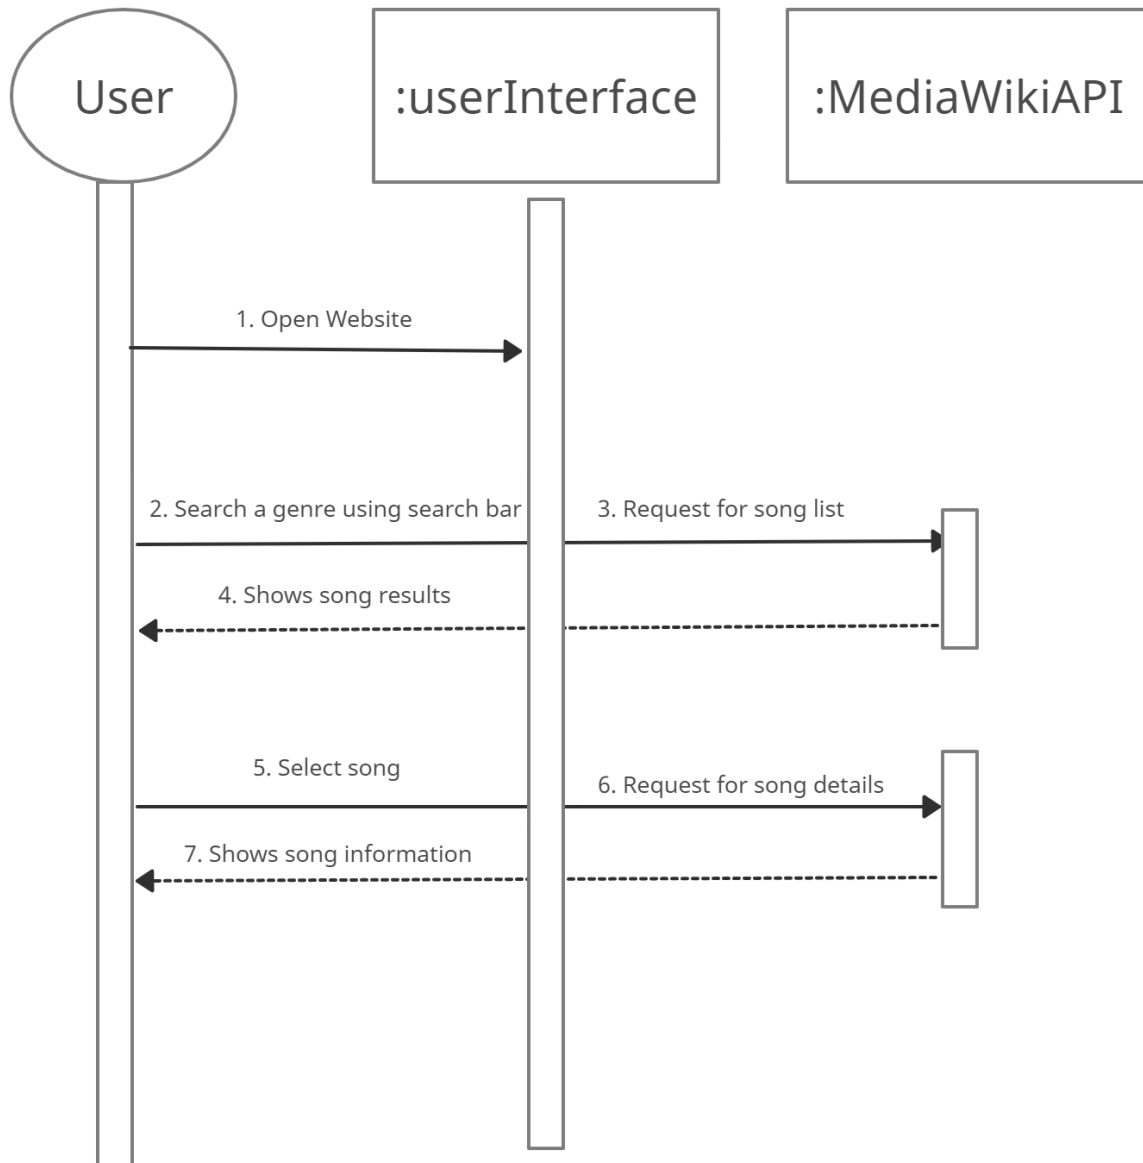 User
:userInterface
:MediaWikiAPI
1. Open Website
2. Search a genre using search bar
3. Request for song list
4. Shows song results
5. Select song
6. Request for song details
7. Shows song information